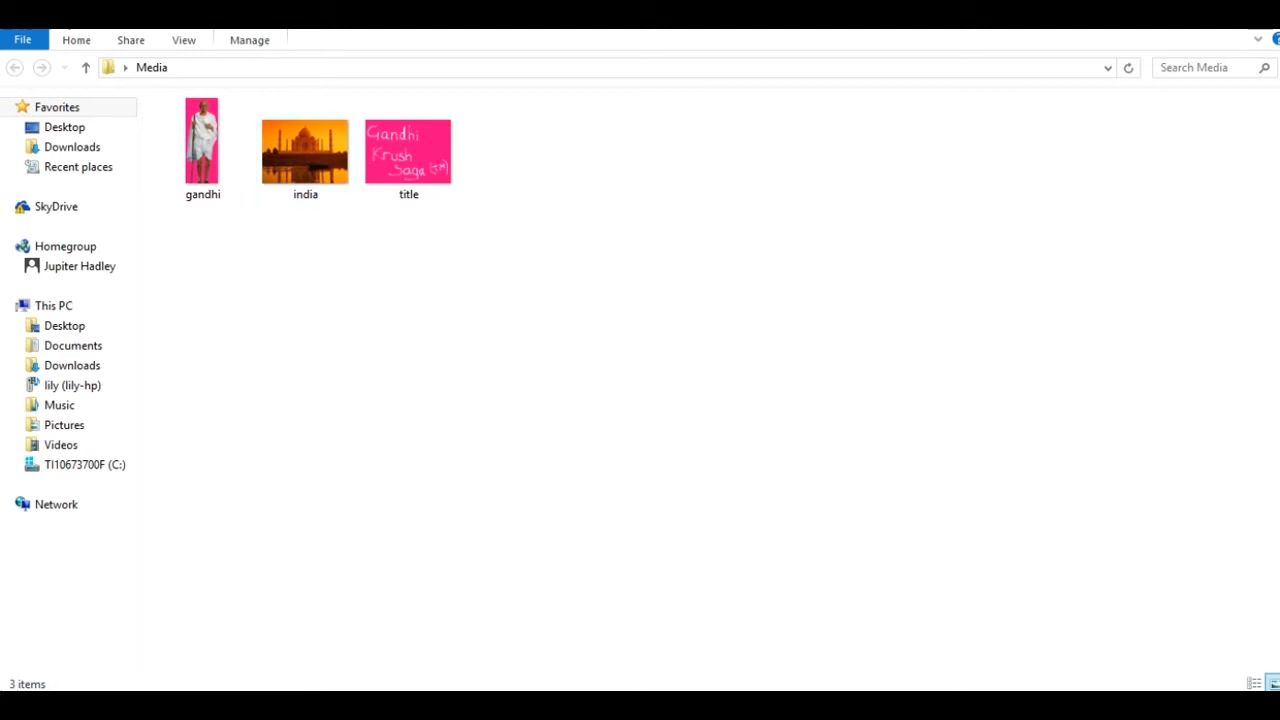 File Home Share View Manage
Media Search Media
Favorites
Desktop
Downloads
Recent places
SkyDrive
Homegroup
Jupiter Hadley
This PC
Desktop
Documents
Downloads
lily (lily-hp)
Music
Pictures
Videos
TI10673700F (C:)
Network
Gandhi
Krush
Saga (TM)
gandhi india title
3 items